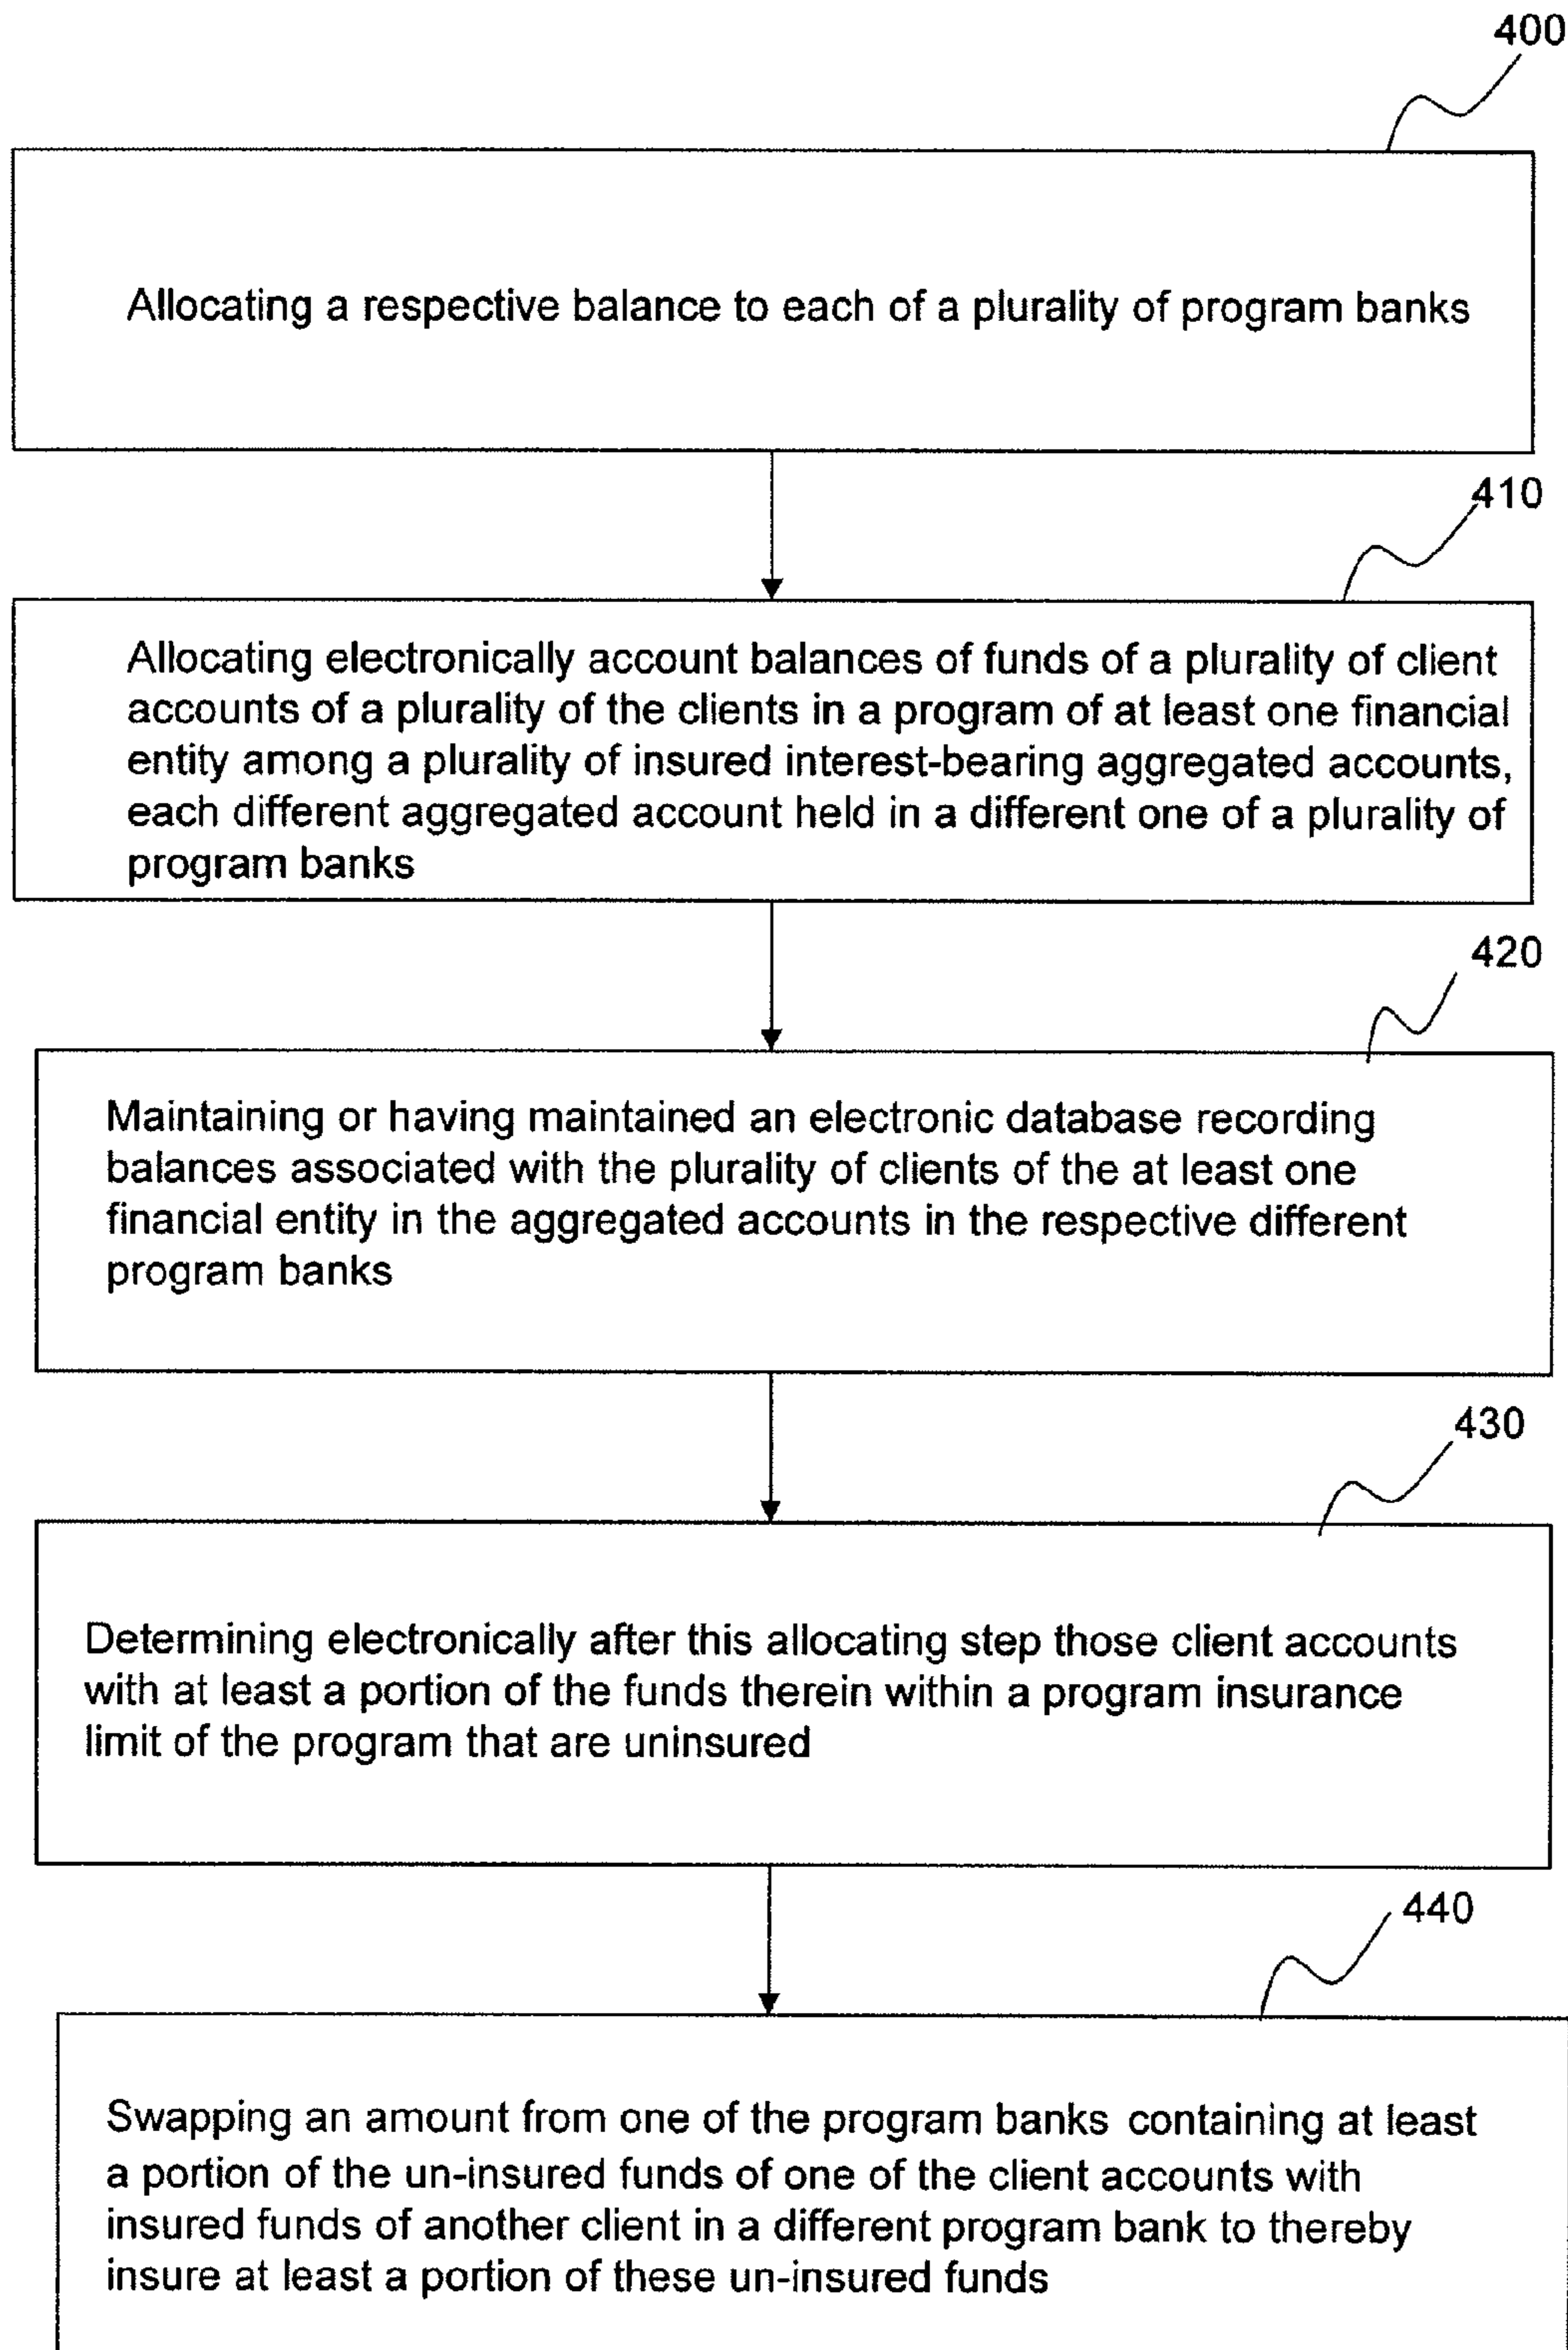 400
Allocating a respective balance to each of a plurality of program banks
410
Allocating electronically account balances of funds of a plurality of client
accounts of a plurality of the clients in a program of at least one financial
entity among a plurality of insured interest-bearing aggregated accounts,
each different aggregated account held in a different one of a plurality of
program banks
420
Maintaining or having maintained an electronic database recording
balances associated with the plurality of clients of the at least one
financial entity in the aggregated accounts in the respective different
program banks
430
Determining electronically after this allocating step those client accounts
with at least a portion of the funds therein within a program insurance
limit of the program that are uninsured
440
Swapping an amount from one of the program banks containing at least
a portion of the un-insured funds of one of the client accounts with
insured funds of another client in a different program bank to thereby
insure at least a portion of these un-insured funds